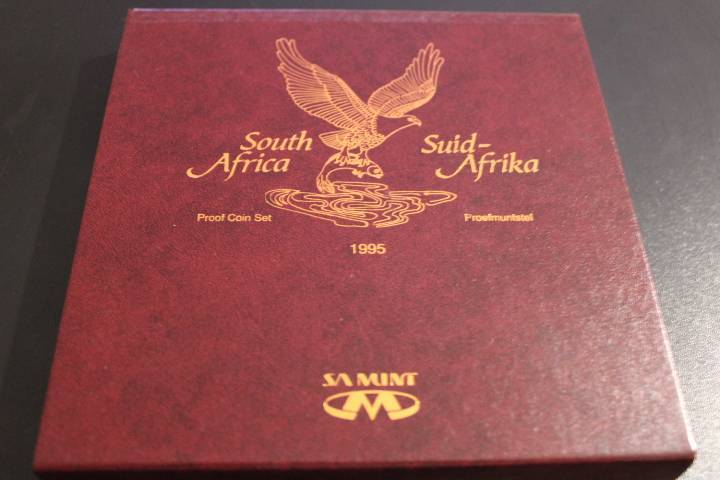 South
Africa
Suid-
Afrika
Proof Coin Set
Proefmuntstel
1995
SA MINT